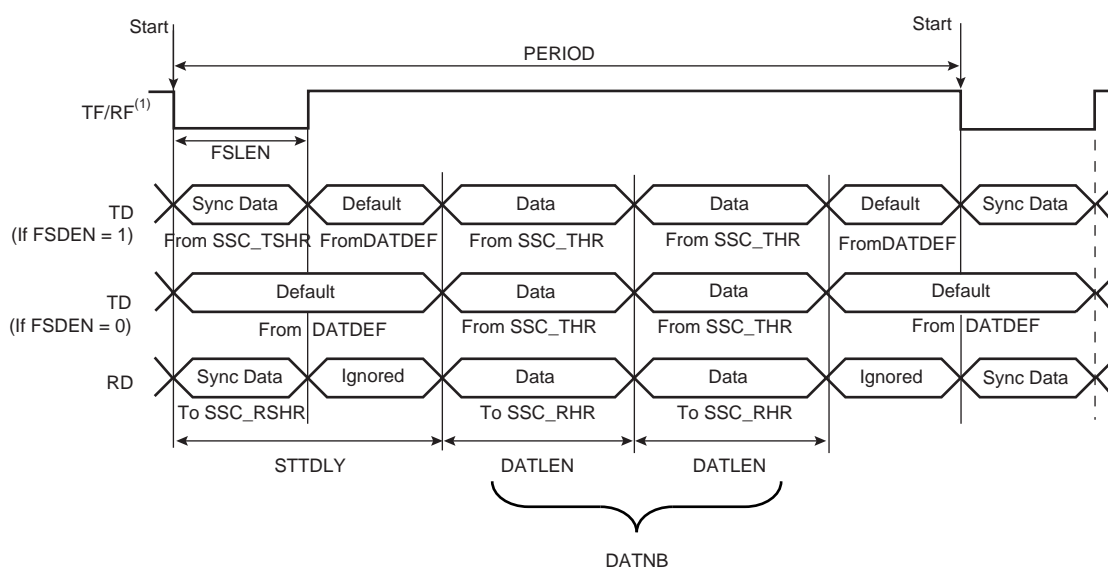 Start Start
PERIOD
TF/RF(1)
FSLEN
TD
(If FSDEN = 1)
Sync Data Default Data Data Default Sync Data
From SSC_TSHR FromDATDEF From SSC_THR From SSC_THR FromDATDEF
TD
(If FSDEN = 0)
Default Data Data Default
From DATDEF From SSC_THR From SSC_THR From DATDEF
RD Sync Data Ignored Data Data Ignored Sync Data
To SSC_RSHR To SSC_RHR To SSC_RHR
STTDLY DATLEN DATLEN
DATNB